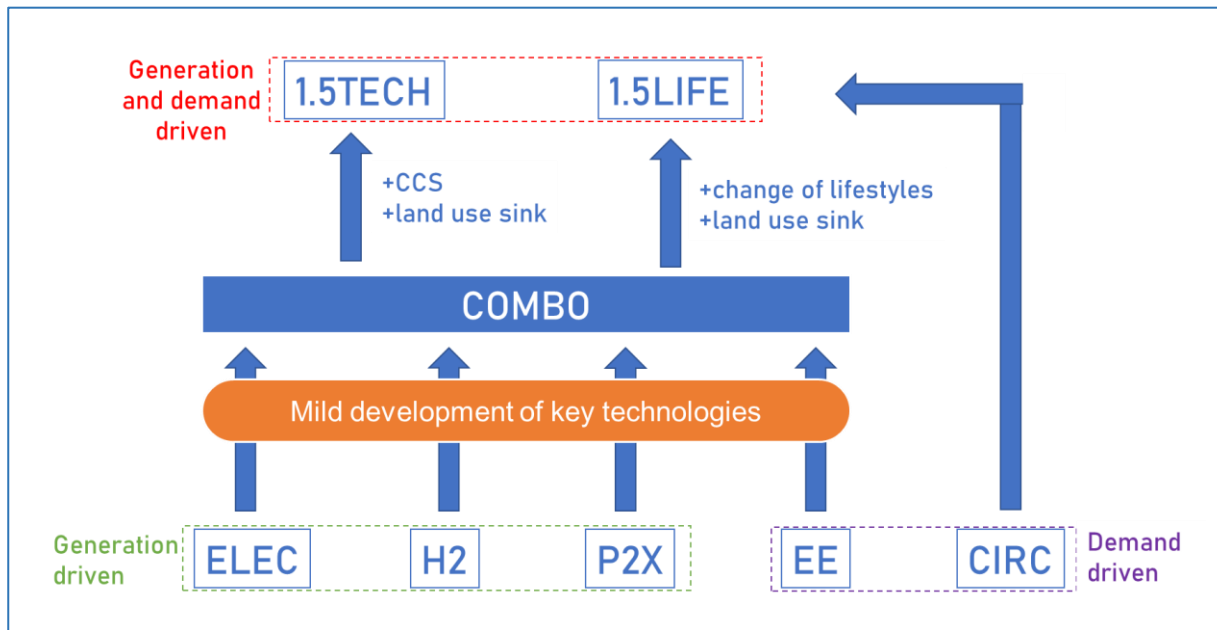 Generation
and demand
driven
1.5TECH
1.5LIFE
+CCS
+land use sink
+change of lifestyles
+land use sink
COMBO
Mild development of key technologies
Generation
driven
ELEC
H2
P2X
EE
CIRC
Demand
driven